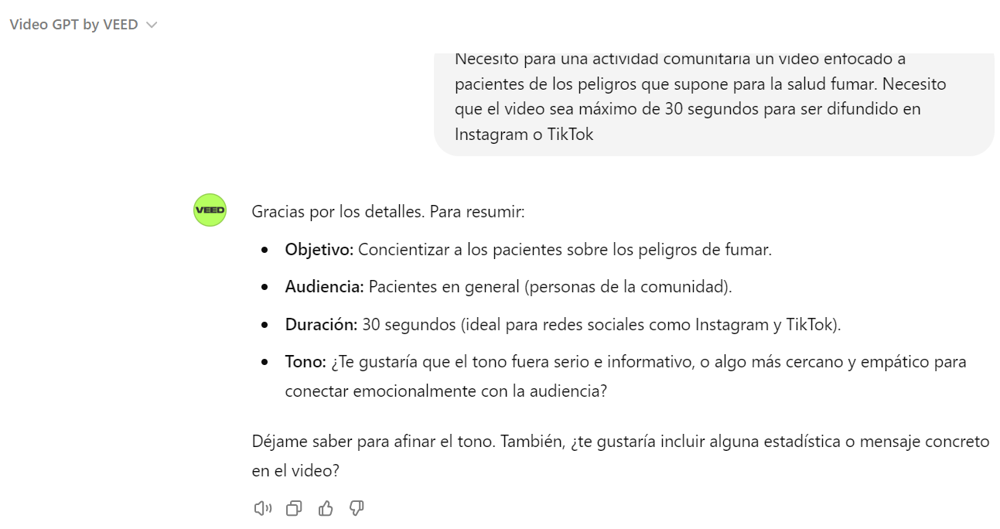 Video GPT by VEED
Necesito para una actividad comunitaria un video enfocado a
pacientes de los peligros que supone para la salud fumar. Necesito
que el video sea máximo de 30 segundos para ser difundido en
Instagram o TikTok
VEED
Gracias por los detalles. Para resumir:
• Objetivo: Concientizar a los pacientes sobre los peligros de fumar.
• Audiencia: Pacientes en general (personas de la comunidad).
• Duración: 30 segundos (ideal para redes sociales como Instagram y TikTok).
• Tono: ¿Te gustaría que el tono fuera serio e informativo, o algo más cercano y empático para
conectar emocionalmente con la audiencia?
Déjame saber para afinar el tono. También, ¿te gustaría incluir alguna estadística o mensaje concreto
en el video?